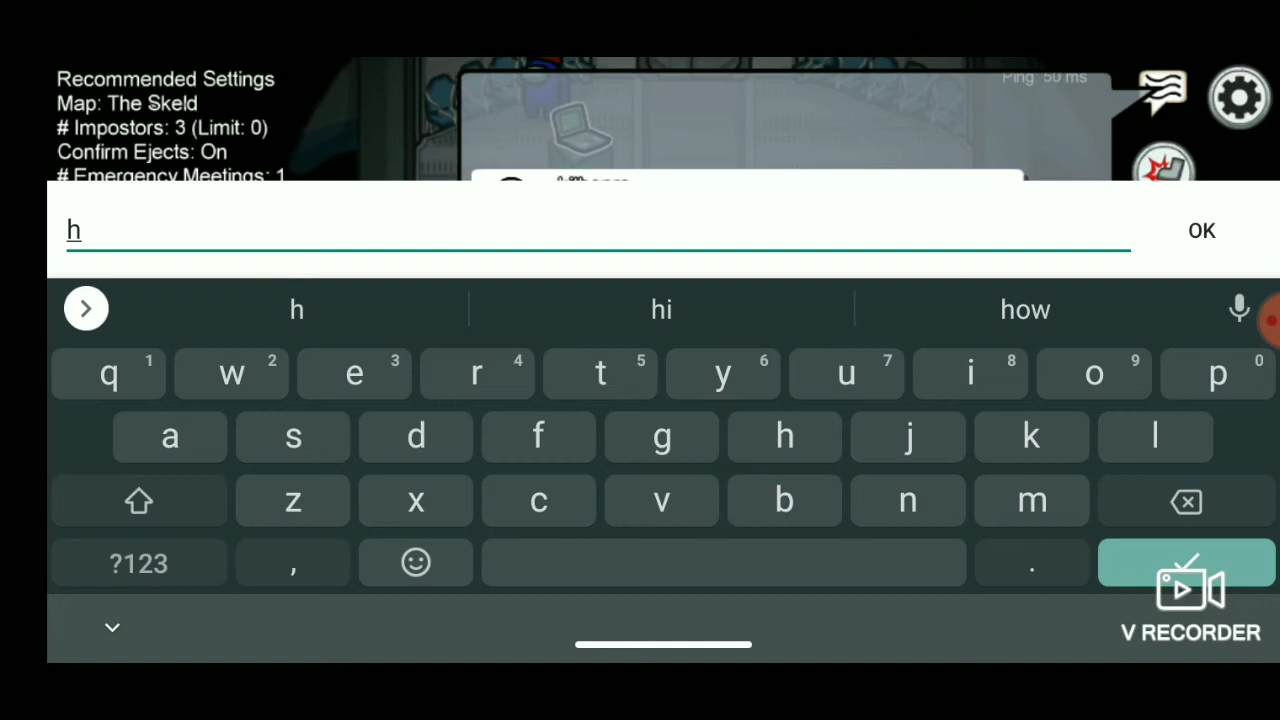 Recommended Settings
Ping: 50 ms
Map: The Skeld
# Impostors: 3 (Limit: 0)
Confirm Ejects: On
# Emergency Meetings: 1
h
OK
h hi how
q 1 w 2 e 3 r 4 t 5 y 6 u 7 i 8 o 9 p 0
a s d f g h j k l
z x c v b n m
?123 , .
V RECORDER